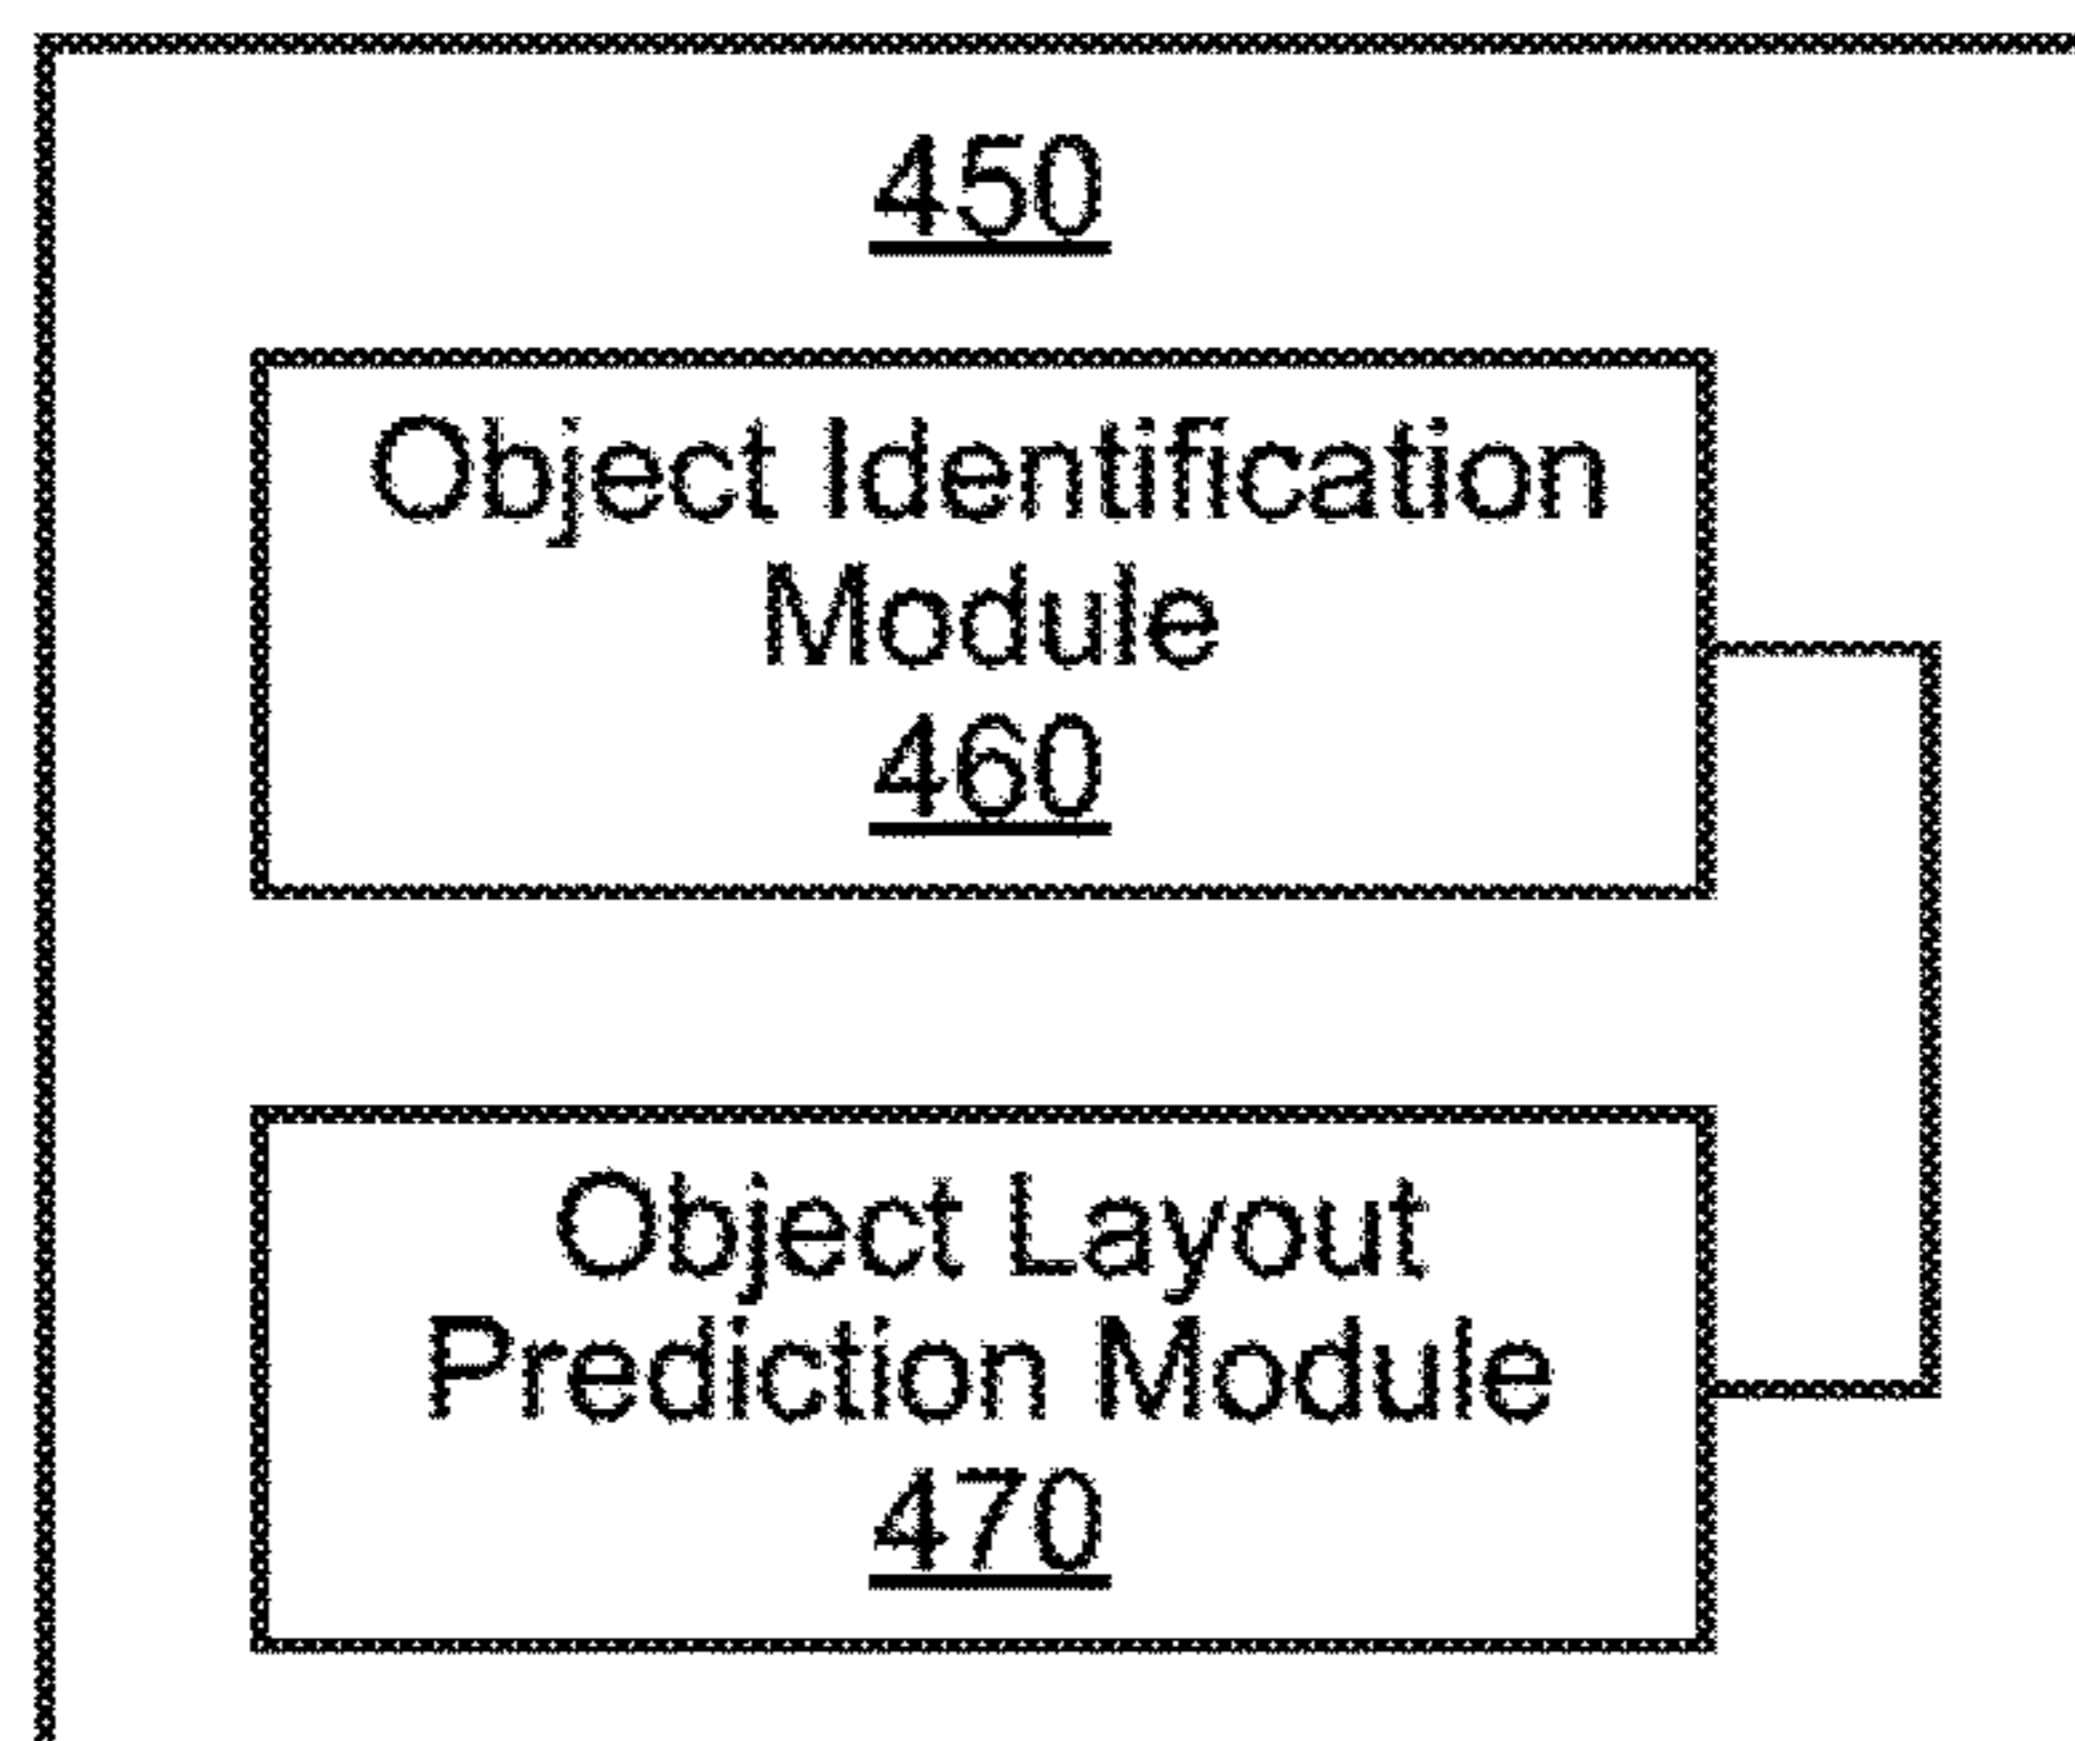 450
Object Identification
Module
460
Object Layout
Prediction Module
470